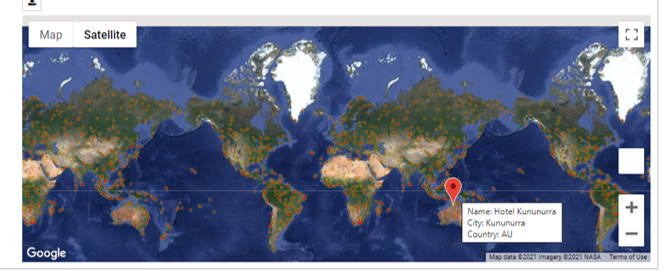 Map Satellite
Name: Hotel Kununurra
City: Kununurra
Country: AU
Google
Map data ©2021 Imagery ©2021 NASA Terms of Use